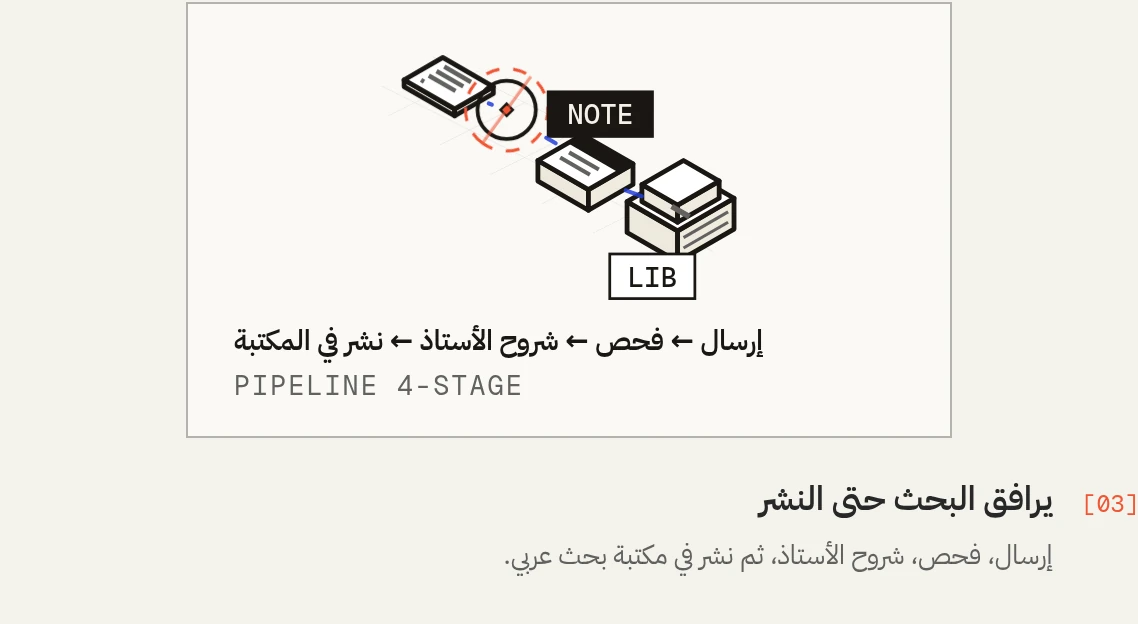 NOTE
LIB
إرسال ← فحص ← شروح الأستاذ ← نشر في المكتبة
PIPELINE 4-STAGE
[03] يرافق البحث حتى النشر
إرسال، فحص، شروح الأستاذ، ثم نشر في مكتبة بحث عربي.